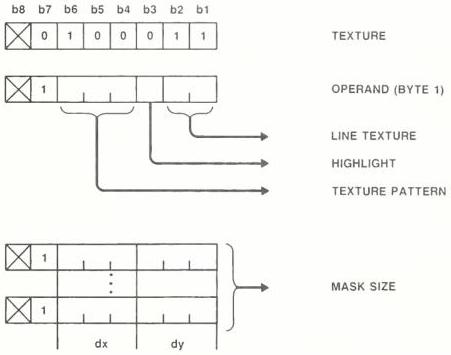 b8 b7 b6 b5 b4 b3 b2 b1
0 1 0 0 0 1 1 TEXTURE
1 OPERAND (BYTE 1)
LINE TEXTURE
HIGHLIGHT
TEXTURE PATTERN
1
MASK SIZE
1
dx dy